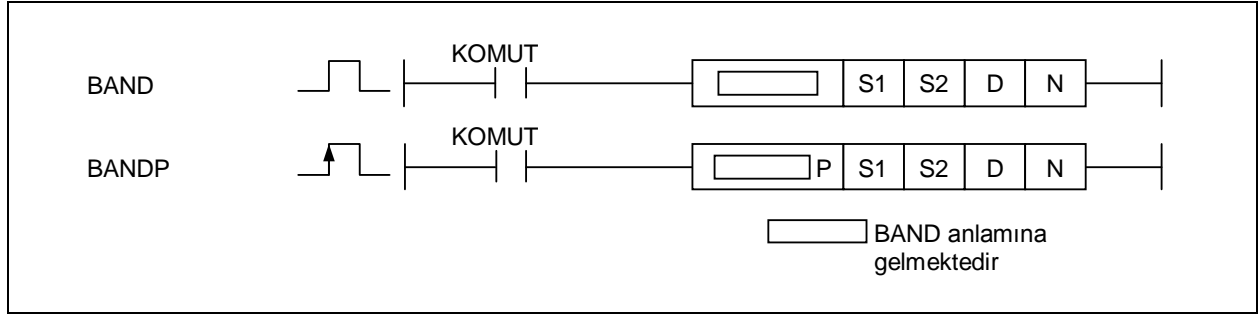 KOMUT
BAND S1 S2 D N
KOMUT
BANDP P S1 S2 D N
BAND anlamına
gelmektedir